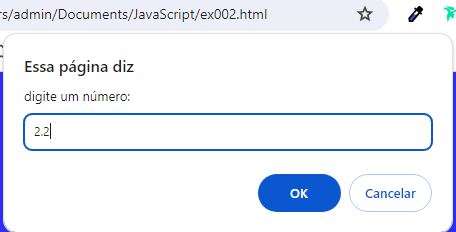 rs/admin/Documents/JavaScript/ex002.html
Essa página diz
digite um número:
2.2
OK
Cancelar